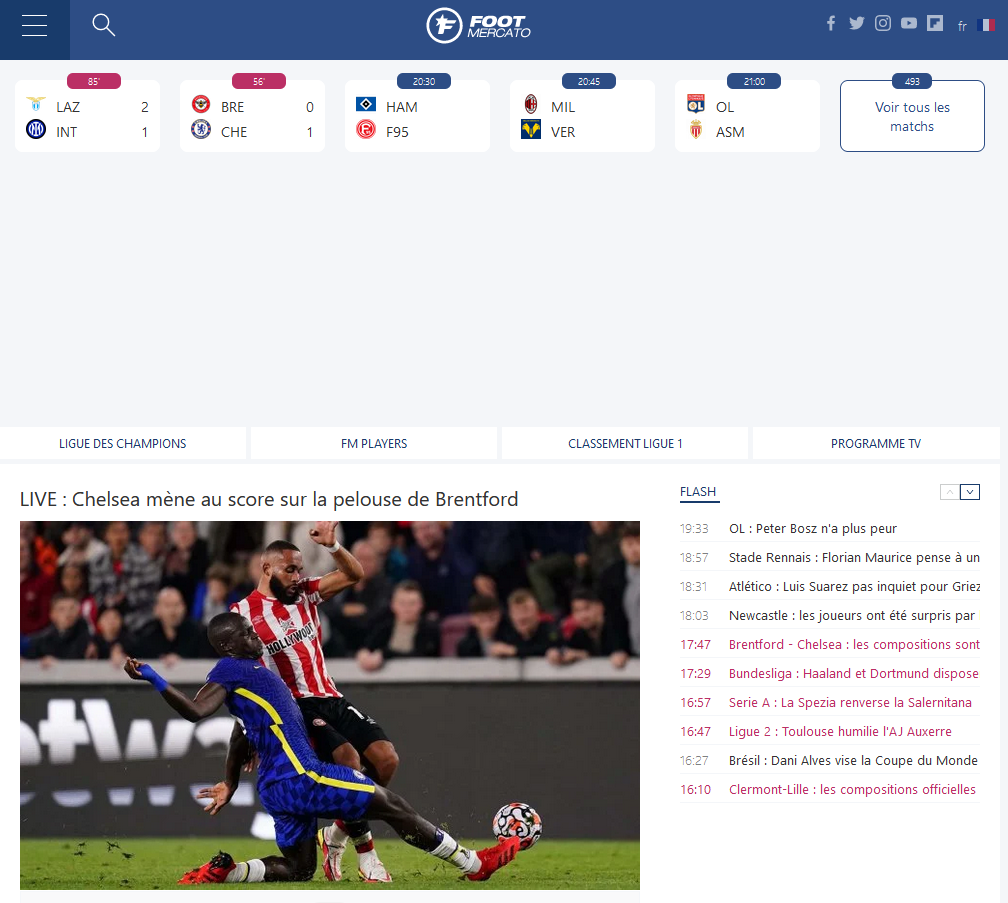 FOOT
MERCATO
fr
85'
LAZ 2
INT 1
56'
BRE 0
CHE 1
20:30
HAM
F95
20:45
MIL
VER
21:00
OL
ASM
493
Voir tous les
matchs
LIGUE DES CHAMPIONS
FM PLAYERS
CLASSEMENT LIGUE 1
PROGRAMME TV
LIVE : Chelsea mène au score sur la pelouse de Brentford
HOLLYWOOD
FLASH
19:33 OL : Peter Bosz n'a plus peur
18:57 Stade Rennais : Florian Maurice pense à un
18:31 Atlético : Luis Suarez pas inquiet pour Griez
18:03 Newcastle : les joueurs ont été surpris par
17:47 Brentford - Chelsea : les compositions sont
17:29 Bundesliga : Haaland et Dortmund dispose
16:57 Serie A : La Spezia renverse la Salernitana
16:47 Ligue 2 : Toulouse humilie l'AJ Auxerre
16:27 Brésil : Dani Alves vise la Coupe du Monde
16:10 Clermont-Lille : les compositions officielles